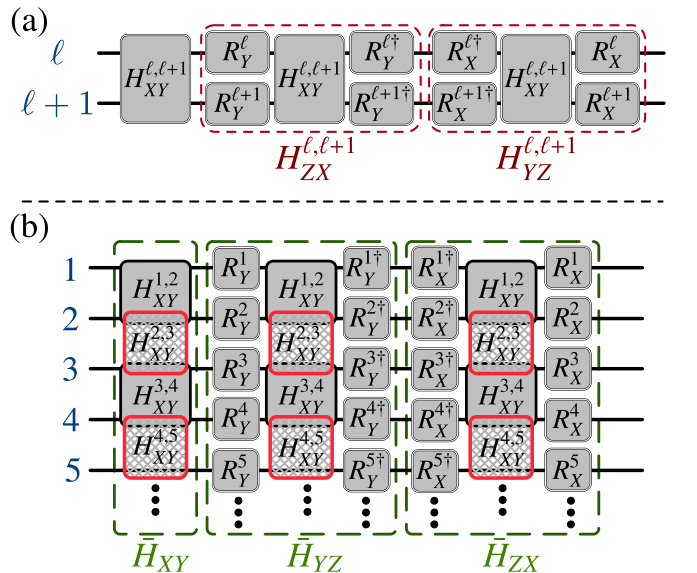 (a)
ℓ R_Y^ℓ R_Y^{ℓ†} R_X^{ℓ†} R_X^ℓ
H_{XY}^{ℓ,ℓ+1} H_{XY}^{ℓ,ℓ+1} H_{XY}^{ℓ,ℓ+1}
ℓ + 1 R_Y^{ℓ+1} R_Y^{ℓ+1†} R_X^{ℓ+1†} R_X^{ℓ+1}
H_{ZX}^{ℓ,ℓ+1} H_{YZ}^{ℓ,ℓ+1}
(b)
1 R_Y^1 R_Y^{1†} R_X^{1†} R_X^1
H_{XY}^{1,2} H_{XY}^{1,2} H_{XY}^{1,2}
2 R_Y^2 R_Y^{2†} R_X^{2†} R_X^2
H_{XY}^{2,3} H_{XY}^{2,3} H_{XY}^{2,3}
3 R_Y^3 R_Y^{3†} R_X^{3†} R_X^3
H_{XY}^{3,4} H_{XY}^{3,4} H_{XY}^{3,4}
4 R_Y^4 R_Y^{4†} R_X^{4†} R_X^4
H_{XY}^{4,5} H_{XY}^{4,5} H_{XY}^{4,5}
5 R_Y^5 R_Y^{5†} R_X^{5†} R_X^5
H̄_{XY} H̄_{YZ} H̄_{ZX}